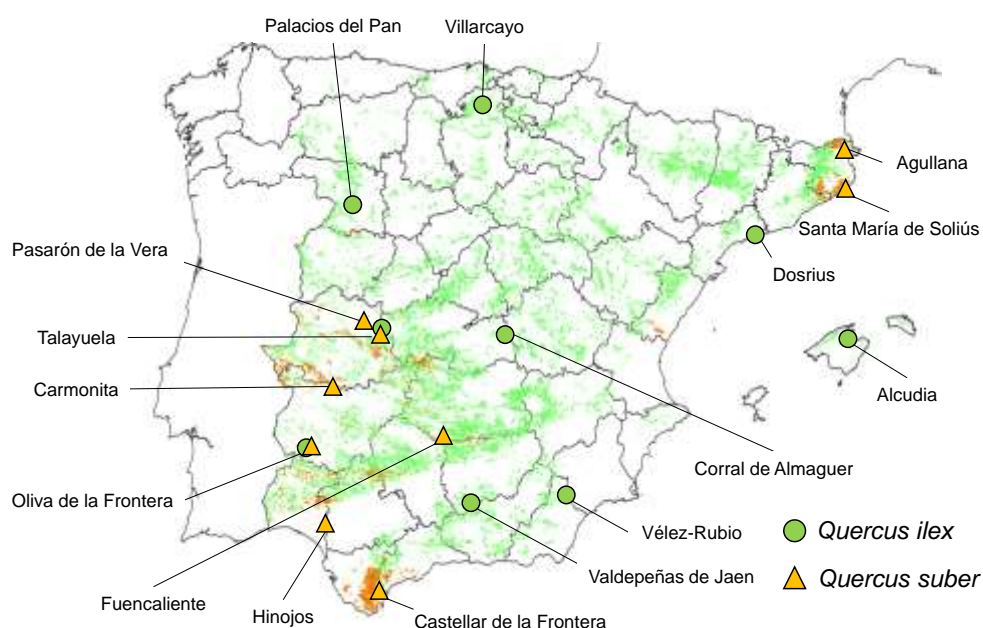 Palacios del Pan
Villarcayo
Agullana
Santa María de Soliús
Pasarón de la Vera
Dosrius
Talayuela
Carmonita
Alcudia
Corral de Almaguer
Oliva de la Frontera
Vélez-Rubio
Quercus ilex
Valdepeñas de Jaen
Quercus suber
Fuencaliente
Hinojos
Castellar de la Frontera